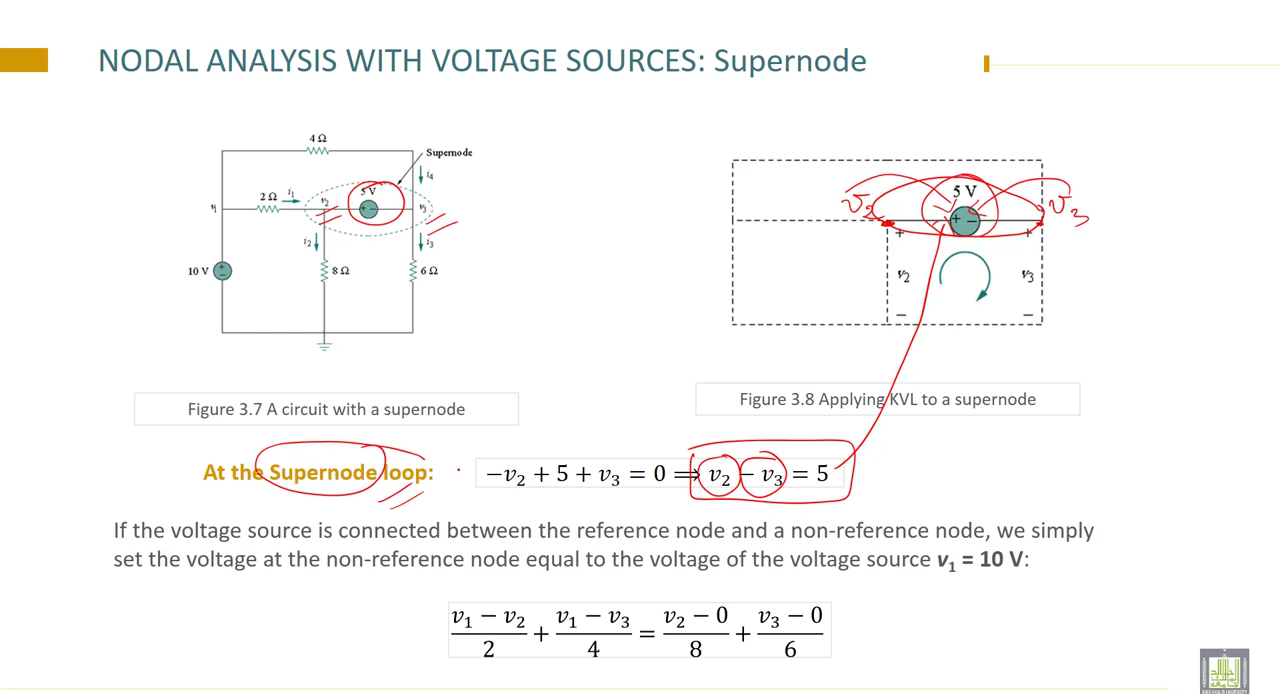 NODAL ANALYSIS WITH VOLTAGE SOURCES: Supernode
4 Ω
Supernode
i4
5 V
2 Ω
i1
v1
v2
+ −
v3
i2
i3
10 V
+
−
8 Ω
6 Ω
5 V
v2
+ −
v3
+
+
v2
v3
−
−
Figure 3.7 A circuit with a supernode
Figure 3.8 Applying KVL to a supernode
At the Supernode loop:
−v₂ + 5 + v₃ = 0 ⟹ v₂ − v₃ = 5
If the voltage source is connected between the reference node and a non-reference node, we simply
set the voltage at the non-reference node equal to the voltage of the voltage source v₁ = 10 V:
v₁ − v₂ / 2 + v₁ − v₃ / 4 = v₂ − 0 / 8 + v₃ − 0 / 6